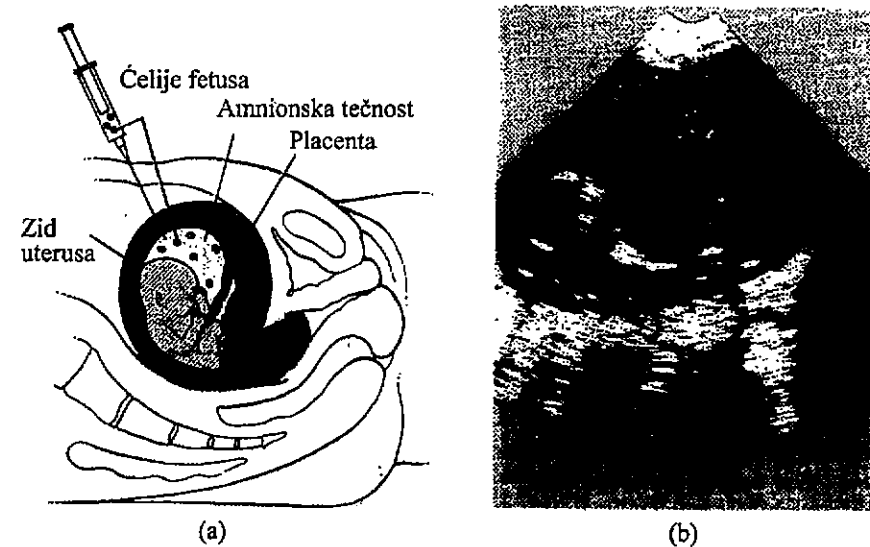 Ćelije fetusa
Amnionska tečnost
Placenta
Zid
uterusa
(a)
(b)